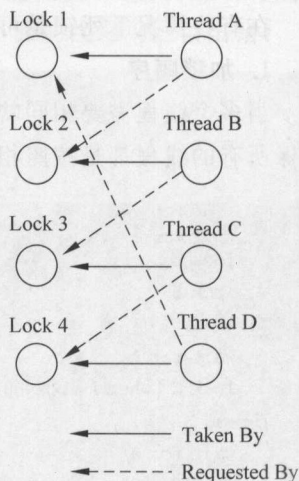 Lock 1 Thread A
Lock 2 Thread B
Lock 3 Thread C
Lock 4 Thread D
Taken By
Requested By